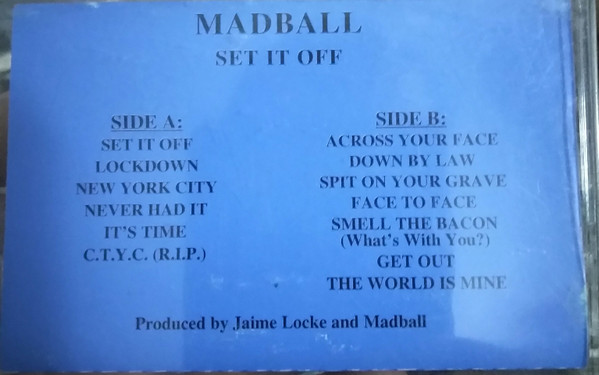 MADBALL
SET IT OFF
SIDE A:
SET IT OFF
LOCKDOWN
NEW YORK CITY
NEVER HAD IT
IT'S TIME
C.T.Y.C. (R.I.P.)
SIDE B:
ACROSS YOUR FACE
DOWN BY LAW
SPIT ON YOUR GRAVE
FACE TO FACE
SMELL THE BACON
(What's With You?)
GET OUT
THE WORLD IS MINE
Produced by Jaime Locke and Madball